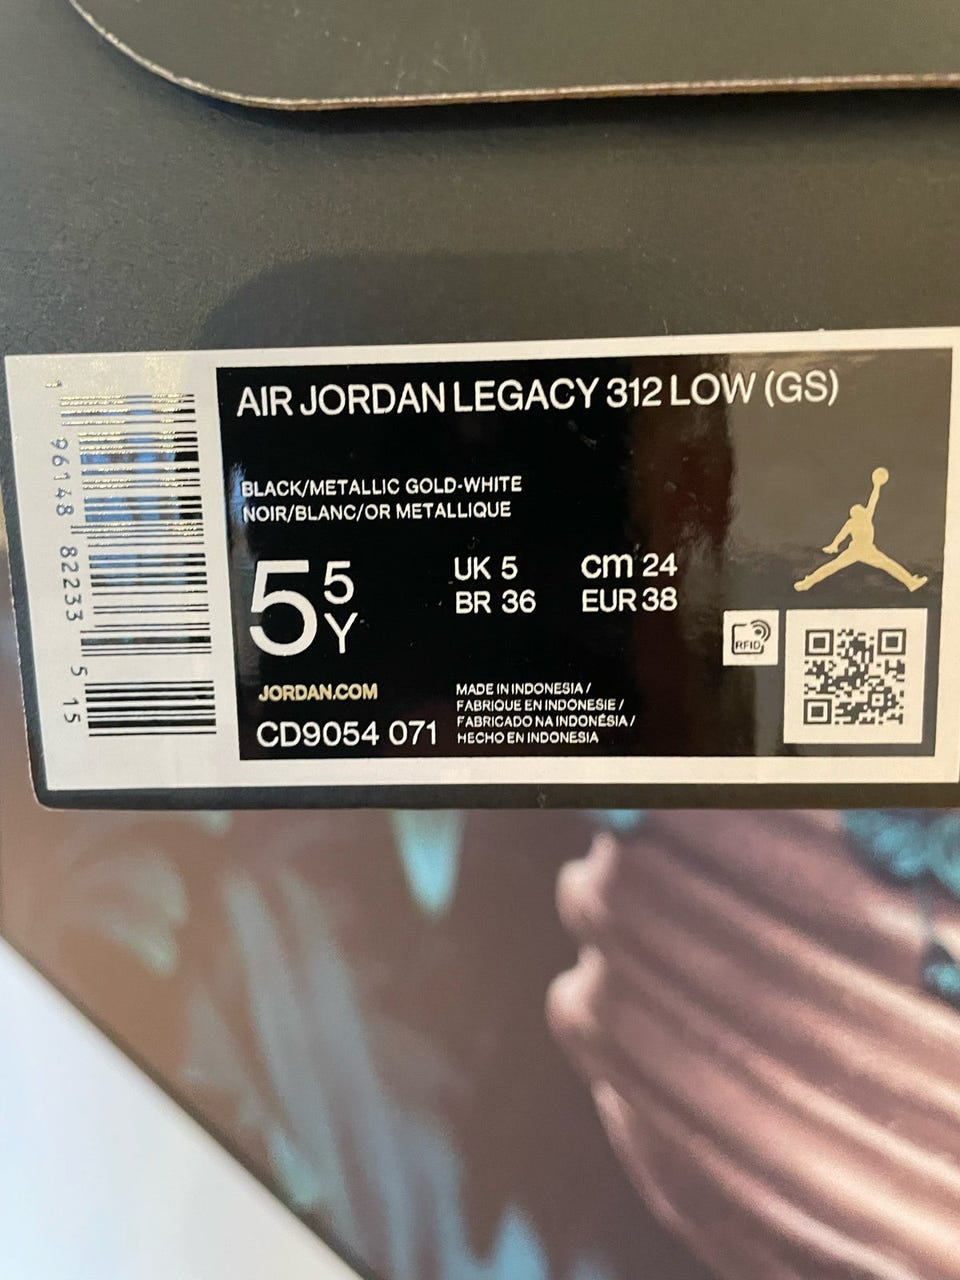 AIR JORDAN LEGACY 312 LOW (GS)
BLACK/METALLIC GOLD-WHITE
NOIR/BLANC/OR METALLIQUE
5 5Y
UK 5 cm 24
BR 36 EUR 38
RFID
JORDAN.COM
CD9054 071
MADE IN INDONESIA /
FABRIQUE EN INDONESIE /
FABRICADO NA INDONÉSIA /
HECHO EN INDONESIA
96148 82233 5 15